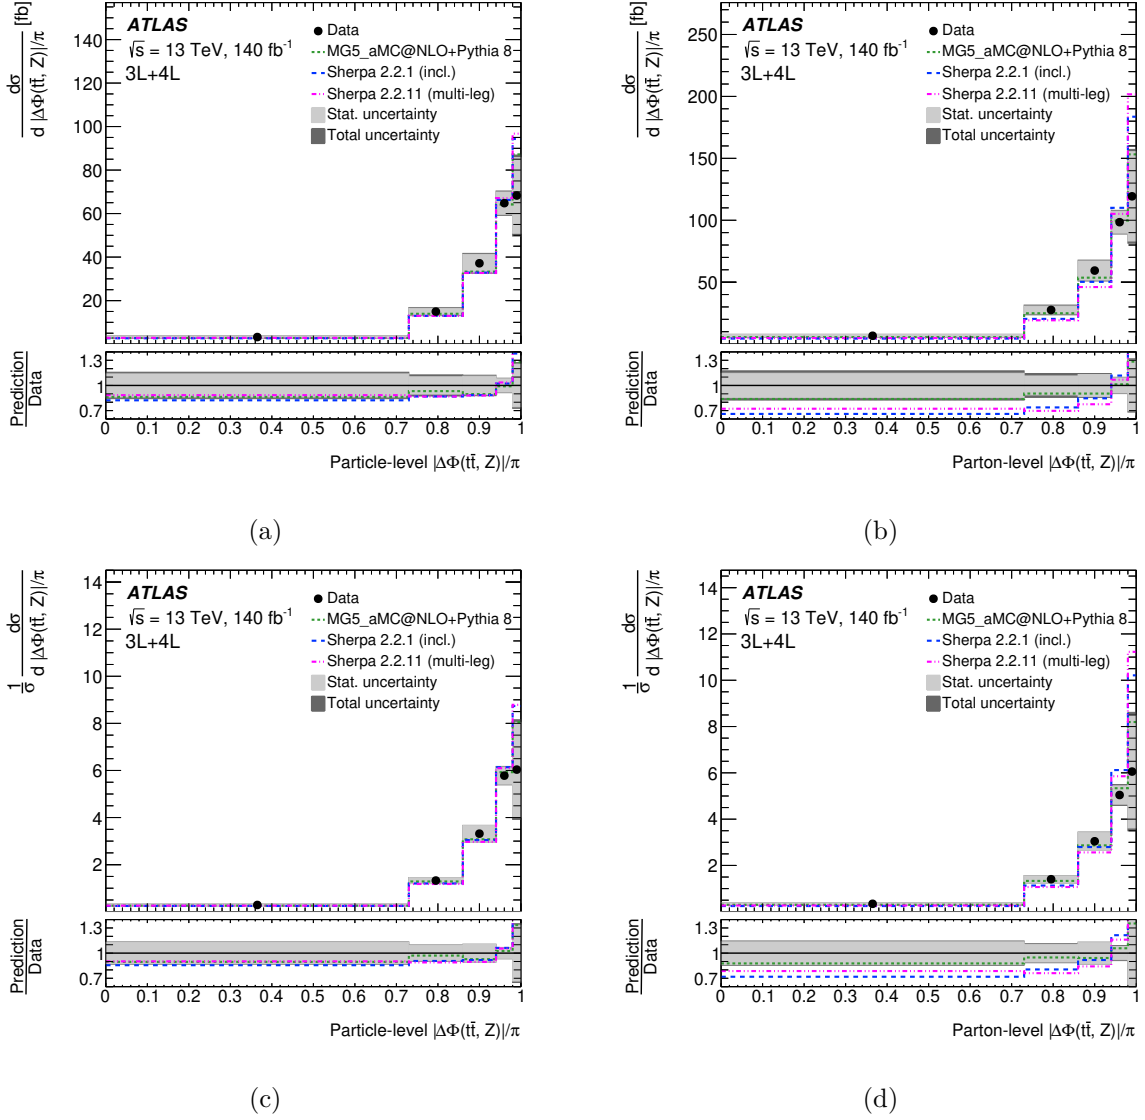 ATLAS
√s = 13 TeV, 140 fb-1
3L+4L
Data
MG5_aMC@NLO+Pythia 8
Sherpa 2.2.1 (incl.)
Sherpa 2.2.11 (multi-leg)
Stat. uncertainty
Total uncertainty
dσ
d |ΔΦ(tt̄, Z)|/π [fb]
140
120
100
80
60
40
20
Prediction
Data
1.3
1
0.7
0 0.1 0.2 0.3 0.4 0.5 0.6 0.7 0.8 0.9 1
Particle-level |ΔΦ(tt̄, Z)|/π
(a)
ATLAS
√s = 13 TeV, 140 fb-1
3L+4L
Data
MG5_aMC@NLO+Pythia 8
Sherpa 2.2.1 (incl.)
Sherpa 2.2.11 (multi-leg)
Stat. uncertainty
Total uncertainty
dσ
d |ΔΦ(tt̄, Z)|/π [fb]
250
200
150
100
50
Prediction
Data
1.3
1
0.7
0 0.1 0.2 0.3 0.4 0.5 0.6 0.7 0.8 0.9 1
Parton-level |ΔΦ(tt̄, Z)|/π
(b)
ATLAS
√s = 13 TeV, 140 fb-1
3L+4L
Data
MG5_aMC@NLO+Pythia 8
Sherpa 2.2.1 (incl.)
Sherpa 2.2.11 (multi-leg)
Stat. uncertainty
Total uncertainty
1 dσ
σ d |ΔΦ(tt̄, Z)|/π
14
12
10
8
6
4
2
Prediction
Data
1.3
1
0.7
0 0.1 0.2 0.3 0.4 0.5 0.6 0.7 0.8 0.9 1
Particle-level |ΔΦ(tt̄, Z)|/π
(c)
ATLAS
√s = 13 TeV, 140 fb-1
3L+4L
Data
MG5_aMC@NLO+Pythia 8
Sherpa 2.2.1 (incl.)
Sherpa 2.2.11 (multi-leg)
Stat. uncertainty
Total uncertainty
1 dσ
σ d |ΔΦ(tt̄, Z)|/π
14
12
10
8
6
4
2
Prediction
Data
1.3
1
0.7
0 0.1 0.2 0.3 0.4 0.5 0.6 0.7 0.8 0.9 1
Parton-level |ΔΦ(tt̄, Z)|/π
(d)